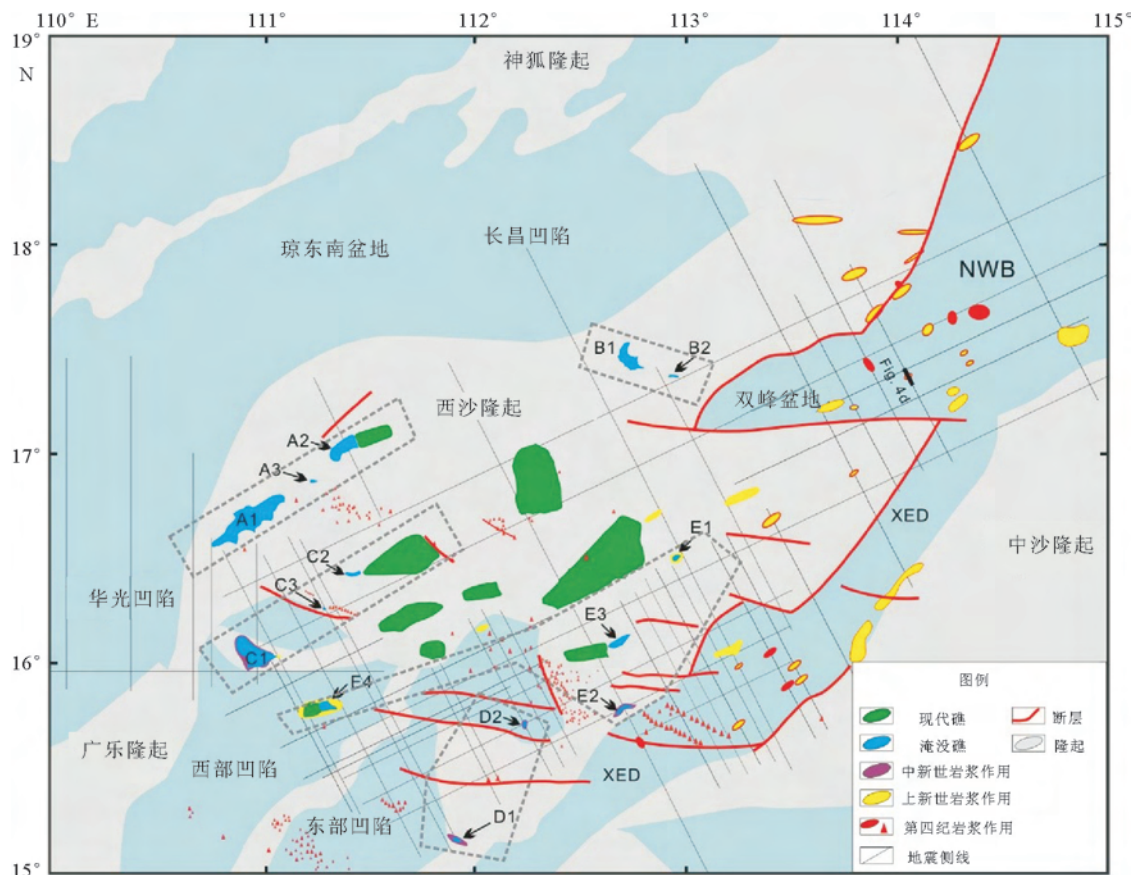 110° E
111°
112°
113°
114°
115°
19°
N
神狐隆起
18°
长昌凹陷
琼东南盆地
NWB
B1
B2
Fig. 4d
双峰盆地
西沙隆起
17°
A2
A3
A1
XED
E1
中沙隆起
C2
C3
华光凹陷
E3
C1
16°
E4
E2
D2
广乐隆起
西部凹陷
XED
东部凹陷
D1
15°
图例
现代礁
断层
淹没礁
隆起
中新世岩浆作用
上新世岩浆作用
第四纪岩浆作用
地震侧线